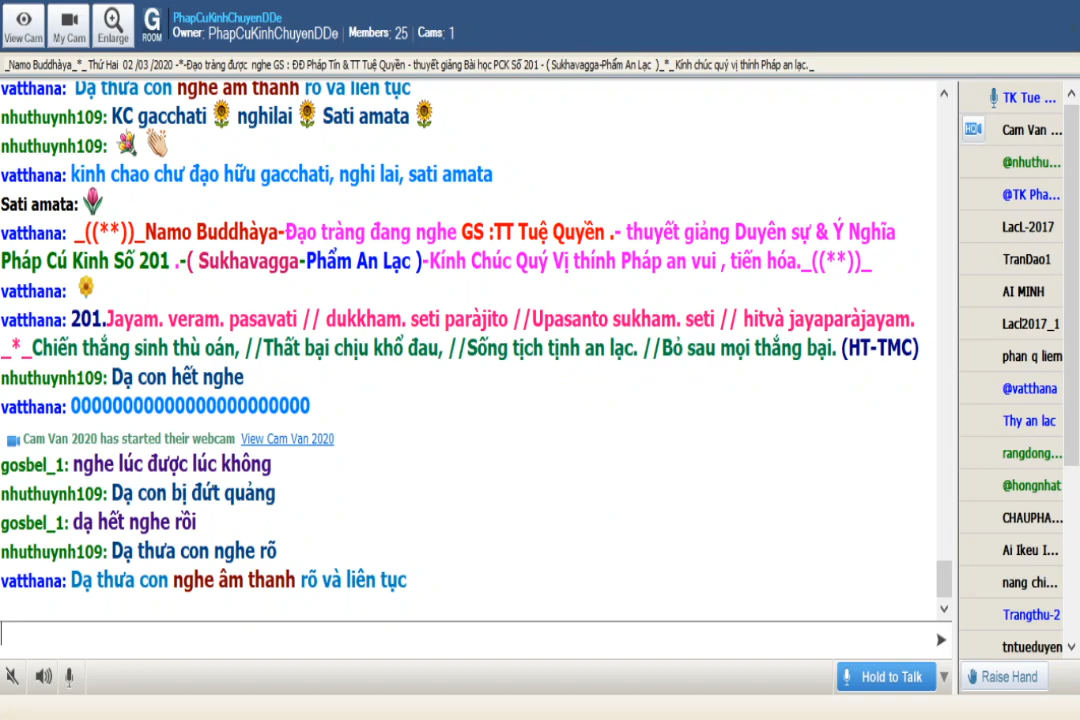 View Cam
My Cam
Enlarge
G
ROOM
PhapCuKinhChuyenDDe
Owner: PhapCuKinhChuyenDDe | Members: 25 | Cams: 1
_Namo Buddhàya_*_ Thứ Hai 02 /03 /2020 -*-Đạo tràng được nghe GS : ĐĐ Pháp Tín & TT Tuệ Quyền - thuyết giảng Bài học PCK Số 201 - ( Sukhavagga-Phẩm An Lạc )_*_Kính chúc quý vị thính Pháp an lạc._
vatthana: Dạ thưa con nghe âm thanh rõ và liên tục
nhuthuynh109: KC gacchati nghilai Sati amata
nhuthuynh109:
vatthana: kinh chao chư đạo hữu gacchati, nghi lai, sati amata
Sati amata:
vatthana: _((**))_Namo Buddhàya-Đạo tràng đang nghe GS :TT Tuệ Quyền .- thuyết giảng Duyên sự & Ý Nghĩa
Pháp Cú Kinh Số 201 .-( Sukhavagga-Phẩm An Lạc )-Kính Chúc Quý Vị thính Pháp an vui , tiến hóa._((**))_
vatthana:
vatthana: 201.Jayam. veram. pasavati // dukkham. seti paràjito //Upasanto sukham. seti // hitvà jayaparàjayam.
_*_Chiến thắng sinh thù oán, //Thất bại chịu khổ đau, //Sống tịch tịnh an lạc. //Bỏ sau mọi thắng bại. (HT-TMC)
nhuthuynh109: Dạ con hết nghe
vatthana: 0000000000000000000000O
Cam Van 2020 has started their webcam View Cam Van 2020
gosbel_1: nghe lúc được lúc không
nhuthuynh109: Dạ con bị đứt quảng
gosbel_1: dạ hết nghe rồi
nhuthuynh109: Dạ thưa con nghe rõ
vatthana: Dạ thưa con nghe âm thanh rõ và liên tục
Hold to Talk
TK Tue ...
HD
Cam Van ...
@nhuthu...
@TK Pha...
LacL-2017
TranDao1
AI MINH
Lacl2017_1
phan q liem
@vatthana
Thy an lac
rangdong...
@hongnhat
CHAUPHA...
Ai Ikeu I...
nang chi...
Trangthu-2
tntueduyen
Raise Hand